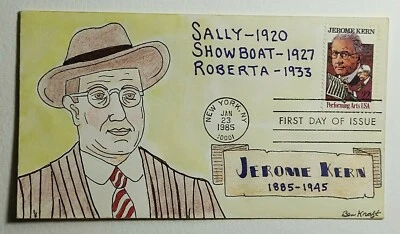 SALLY-1920
SHOWBOAT-1927
ROBERTA-1933
JEROME KERN
Performing Arts USA
NEW YORK, NY
JAN
23
1985
10001
FIRST DAY OF ISSUE
JEROME KERN
1885-1945
Ben Kraft